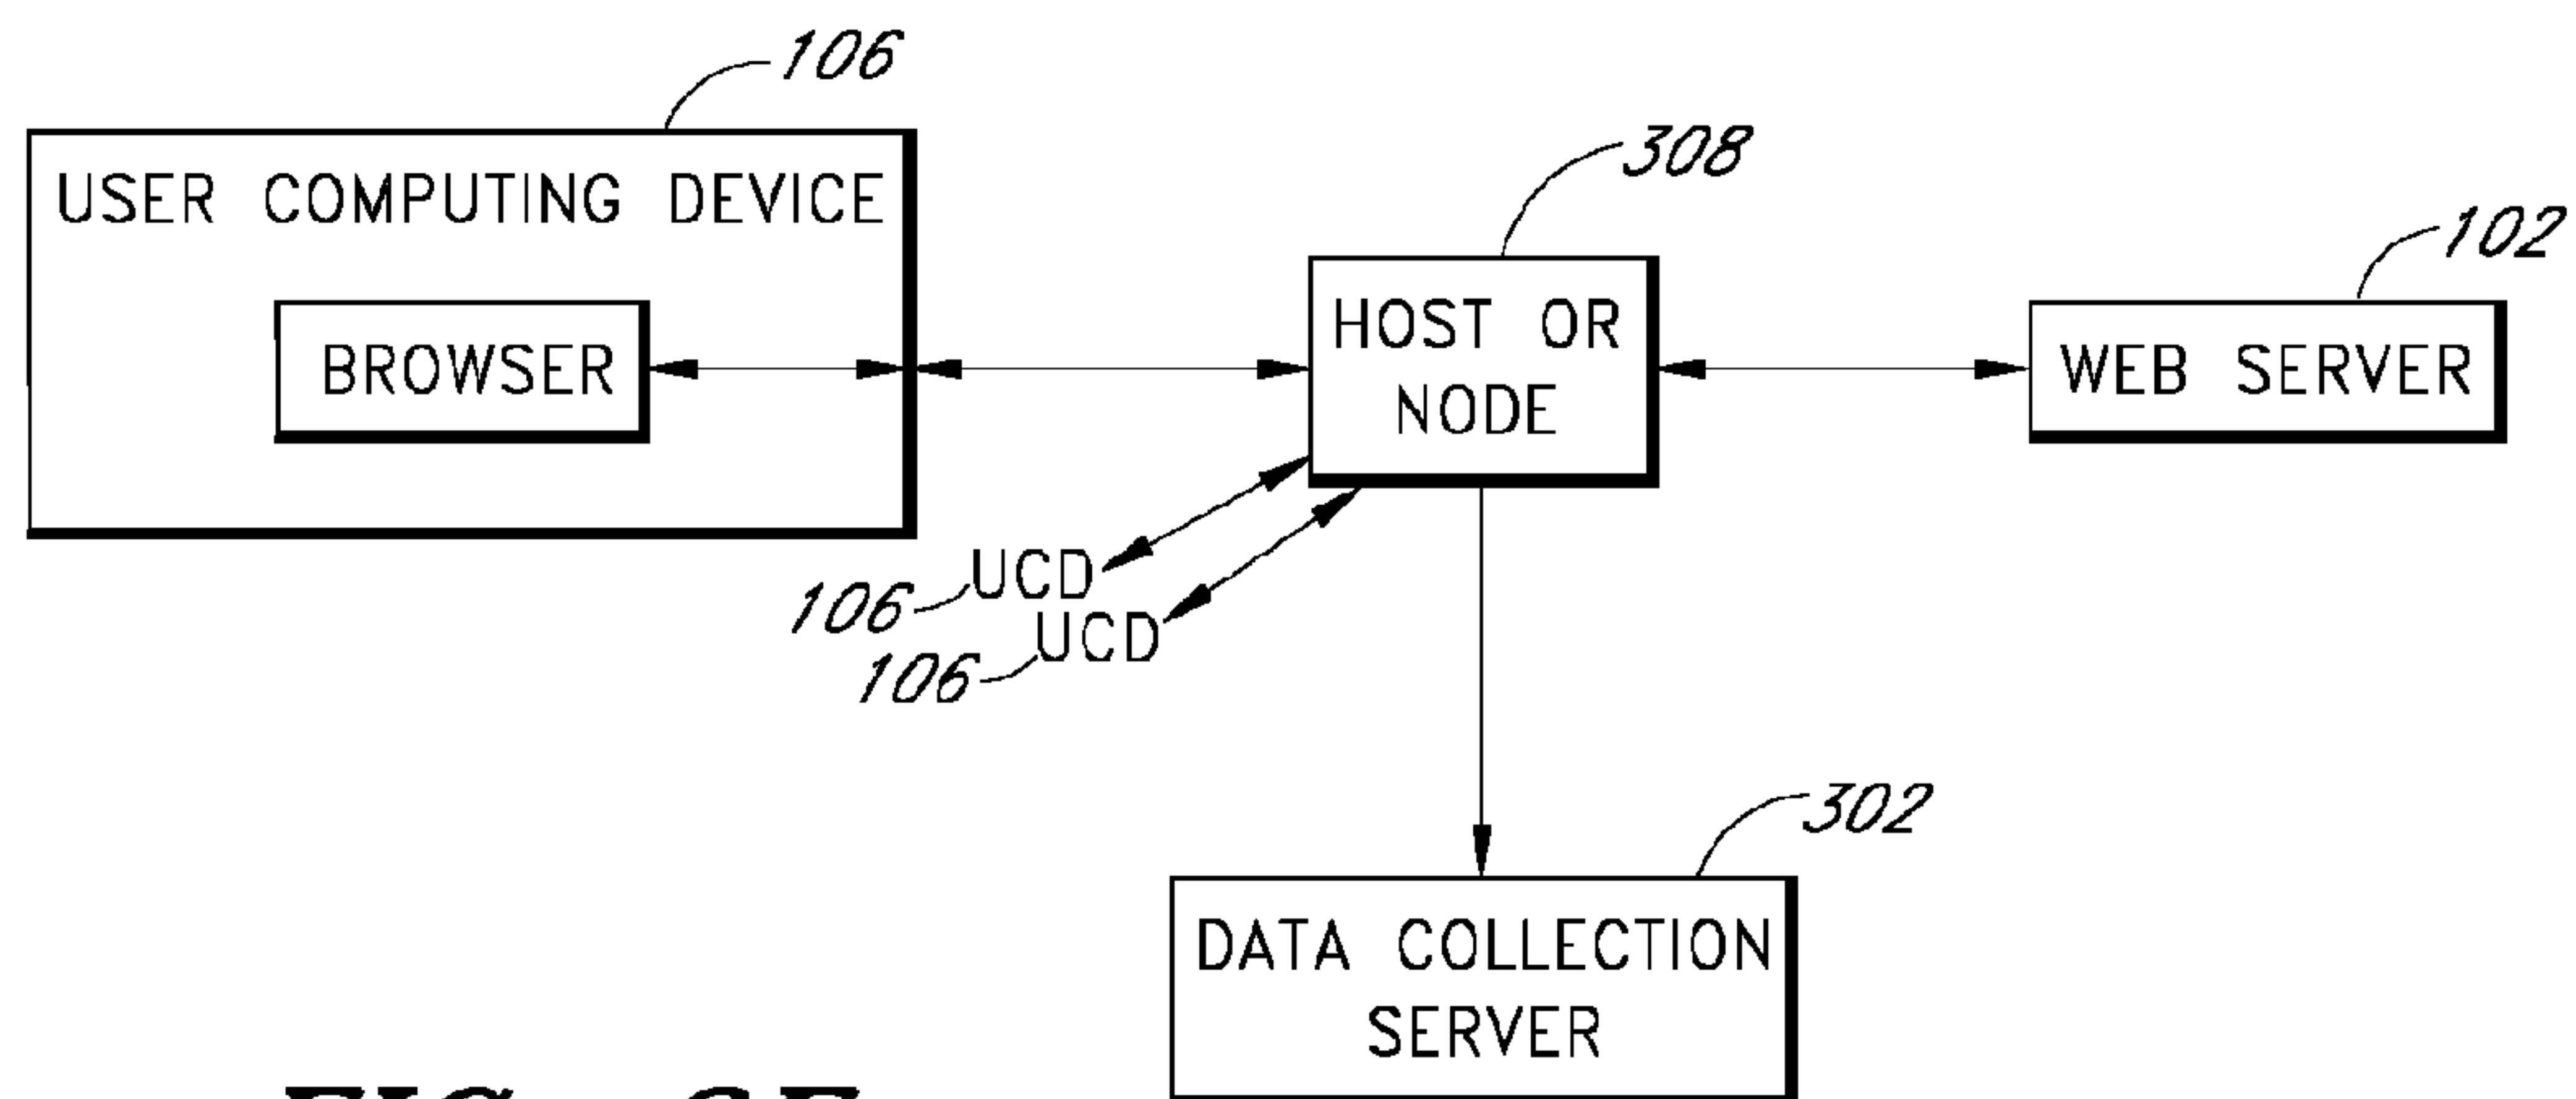 106
308
102
USER COMPUTING DEVICE
HOST OR
NODE
BROWSER
WEB SERVER
106 UCD
106 UCD
302
DATA COLLECTION
SERVER